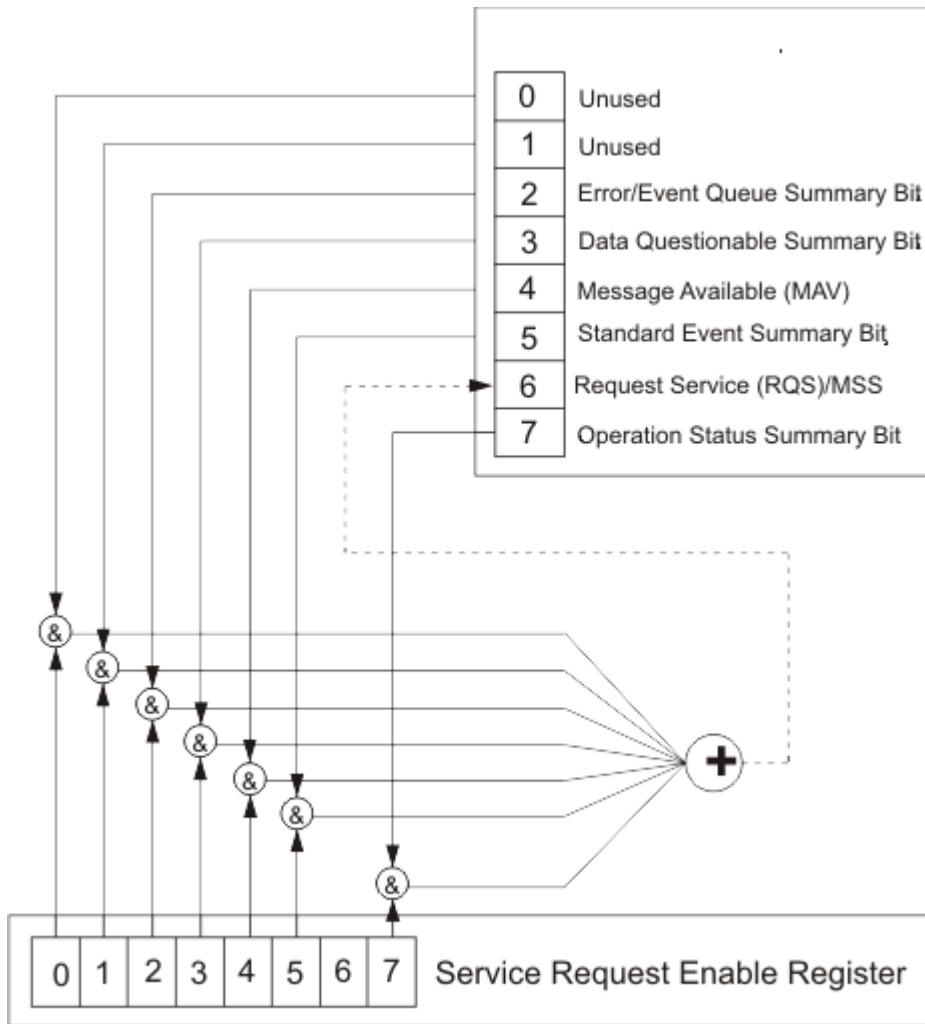 0 Unused
1 Unused
2 Error/Event Queue Summary Bit
3 Data Questionable Summary Bit
4 Message Available (MAV)
5 Standard Event Summary Bit,
6 Request Service (RQS)/MSS
7 Operation Status Summary Bit
&
&
&
&
&
&
+
&
0 1 2 3 4 5 6 7 Service Request Enable Register